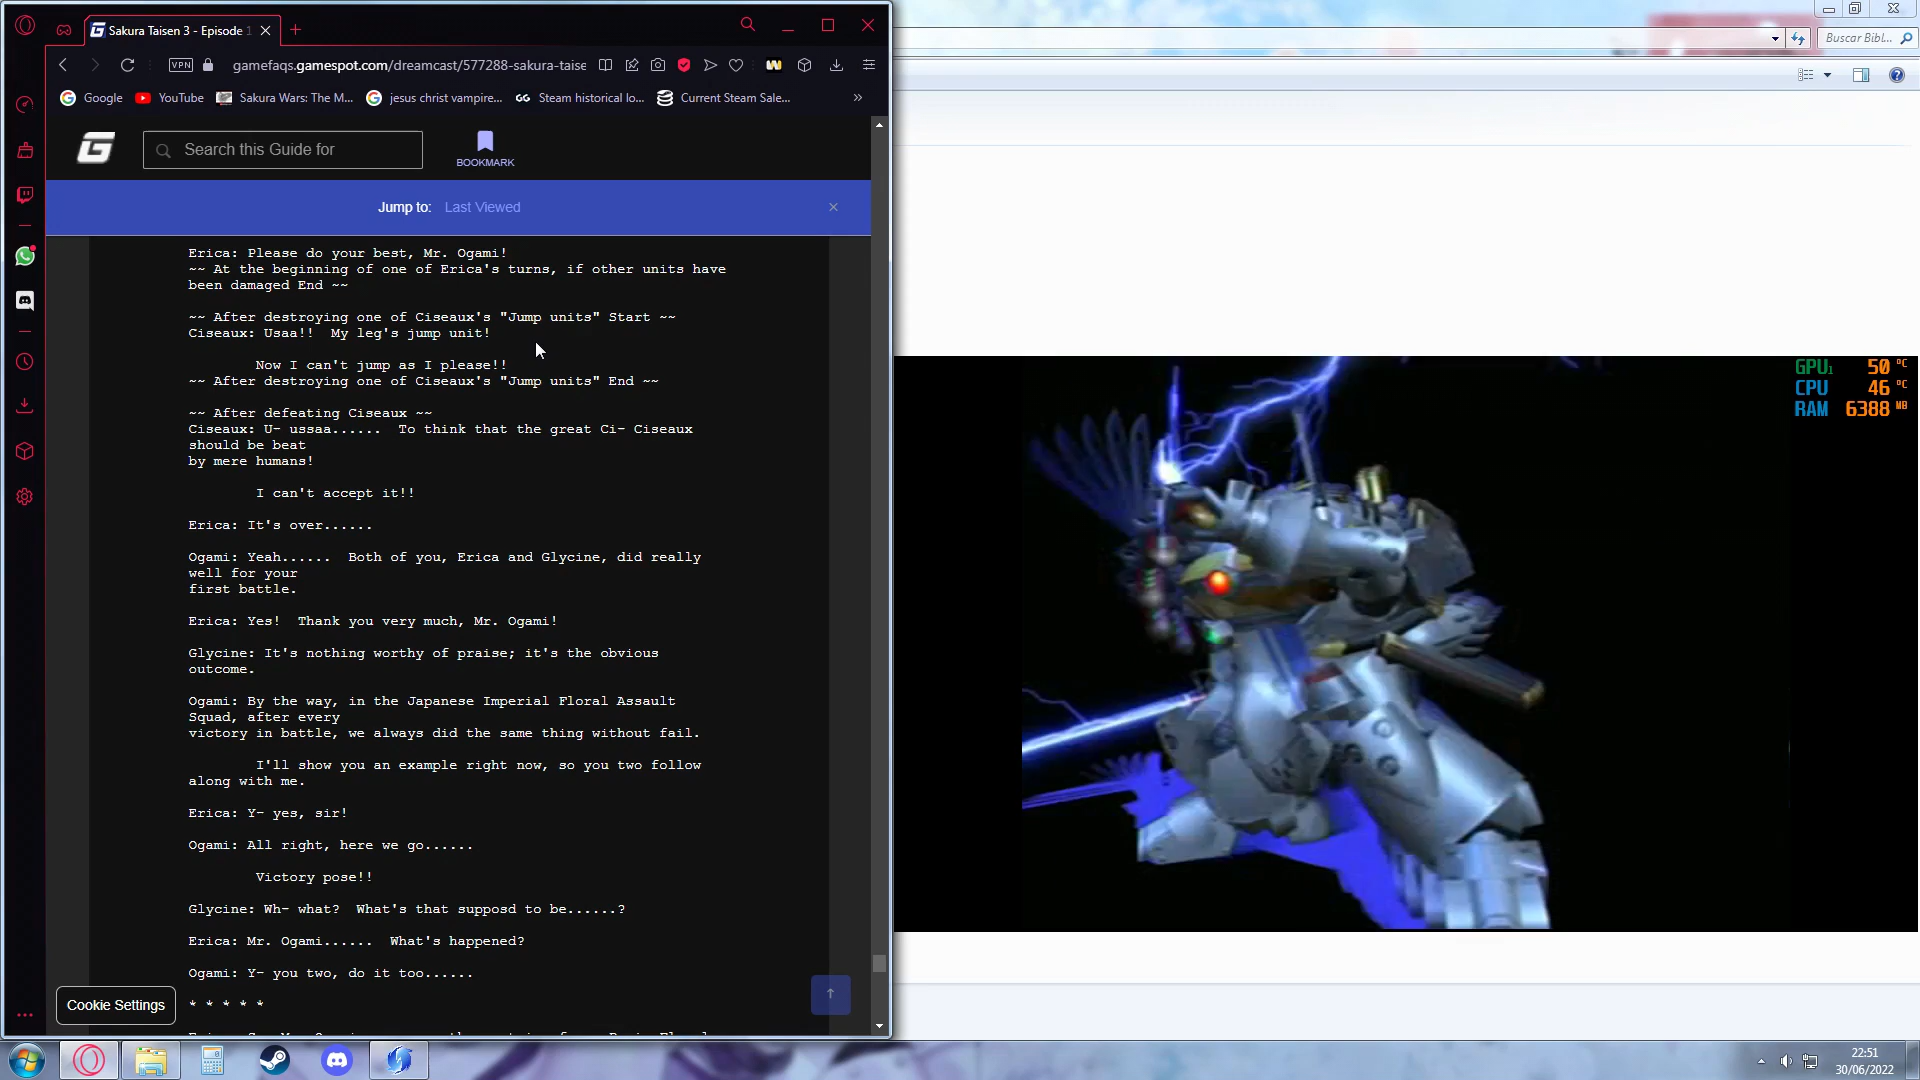 Sakura Taisen 3 - Episode 1
VPN
gamefaqs.gamespot.com/dreamcast/577288-sakura-taise
Google
YouTube
Sakura Wars: The M...
jesus christ vampire...
Steam historical lo...
Current Steam Sale...
Search this Guide for
BOOKMARK
Jump to: Last Viewed
Erica: Please do your best, Mr. Ogami!
~~ At the beginning of one of Erica's turns, if other units have
been damaged End ~~
~~ After destroying one of Ciseaux's "Jump units" Start ~~
Ciseaux: Usaa!! My leg's jump unit!
Now I can't jump as I please!!
~~ After destroying one of Ciseaux's "Jump units" End ~~
~~ After defeating Ciseaux ~~
Ciseaux: U- ussaa...... To think that the great Ci- Ciseaux
should be beat
by mere humans!
I can't accept it!!
Erica: It's over......
Ogami: Yeah...... Both of you, Erica and Glycine, did really
well for your
first battle.
Erica: Yes! Thank you very much, Mr. Ogami!
Glycine: It's nothing worthy of praise; it's the obvious
outcome.
Ogami: By the way, in the Japanese Imperial Floral Assault
Squad, after every
victory in battle, we always did the same thing without fail.
I'll show you an example right now, so you two follow
along with me.
Erica: Y- yes, sir!
Ogami: All right, here we go......
Victory pose!!
Glycine: Wh- what? What's that supposd to be......?
Erica: Mr. Ogami...... What's happened?
Ogami: Y- you two, do it too......
* * * * *
Cookie Settings
Buscar Bibl...
GPU1 50 °C
CPU 46 °C
RAM 6388 MB
22:51
30/06/2022